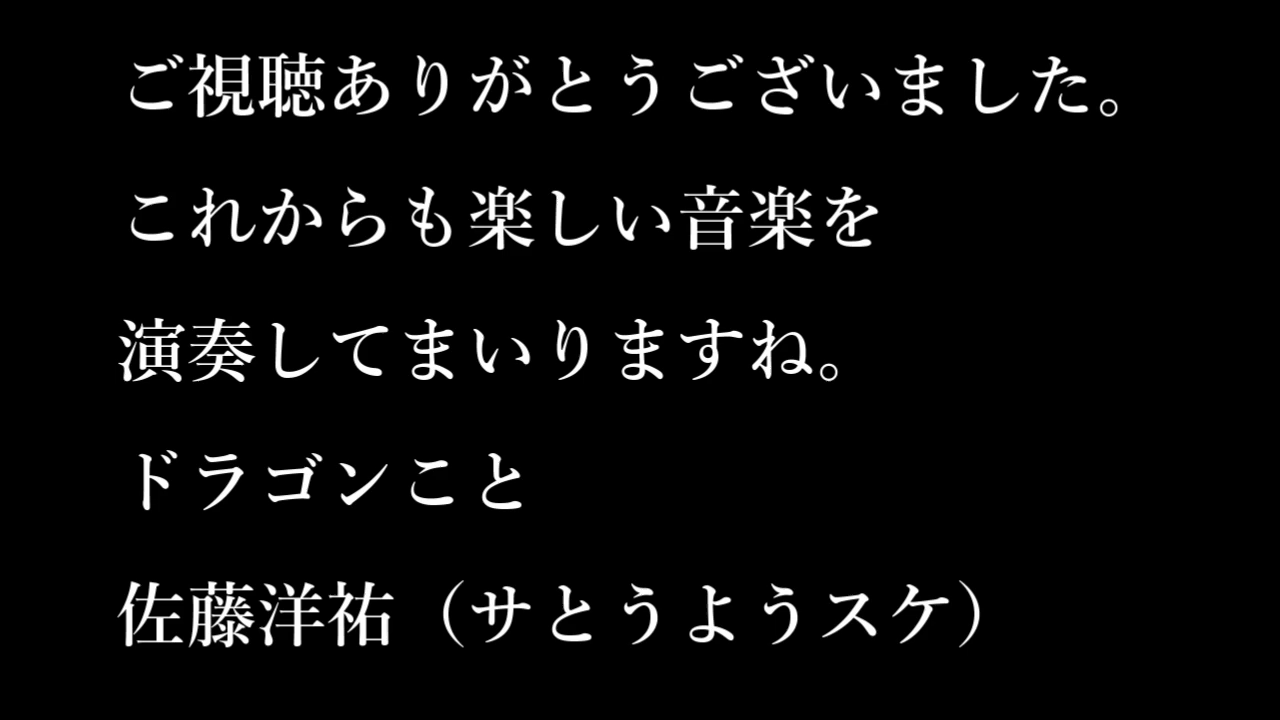 ご視聴ありがとうございました。
これからも楽しい音楽を
演奏してまいりますね。
ドラゴンこと
佐藤洋祐（サとうようスケ）